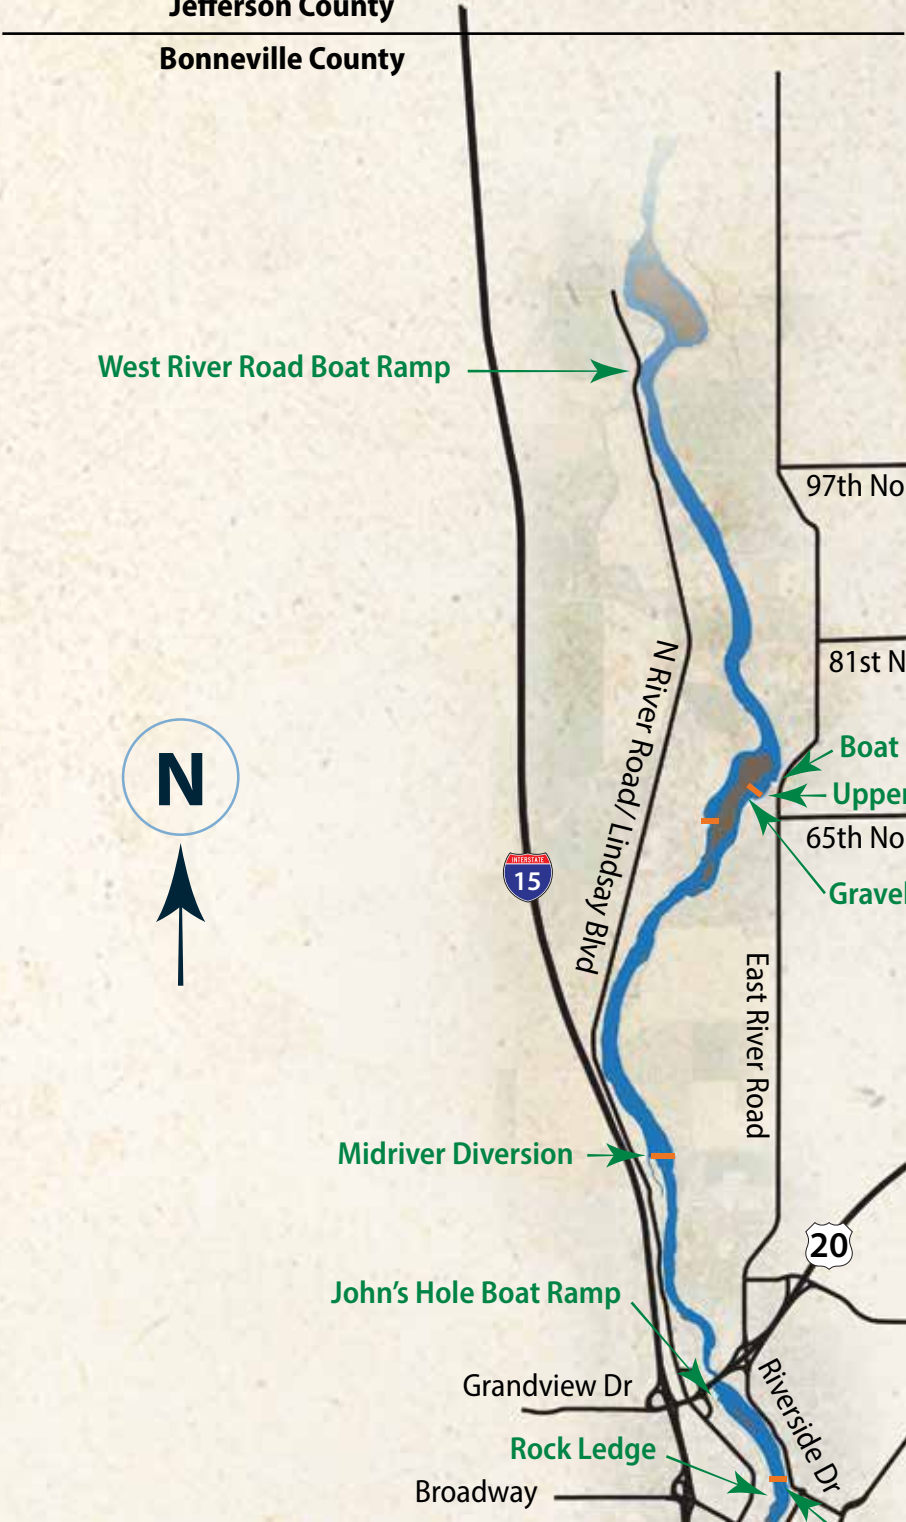 Jefferson County
Bonneville County
West River Road Boat Ramp
97th No
81st N
N River Road/ Lindsay Blvd
Boat
Upper
65th No
N
INTERSTATE
15
Gravel
East River Road
Midriver Diversion
20
John's Hole Boat Ramp
Grandview Dr
Riverside Dr
Rock Ledge
Broadway